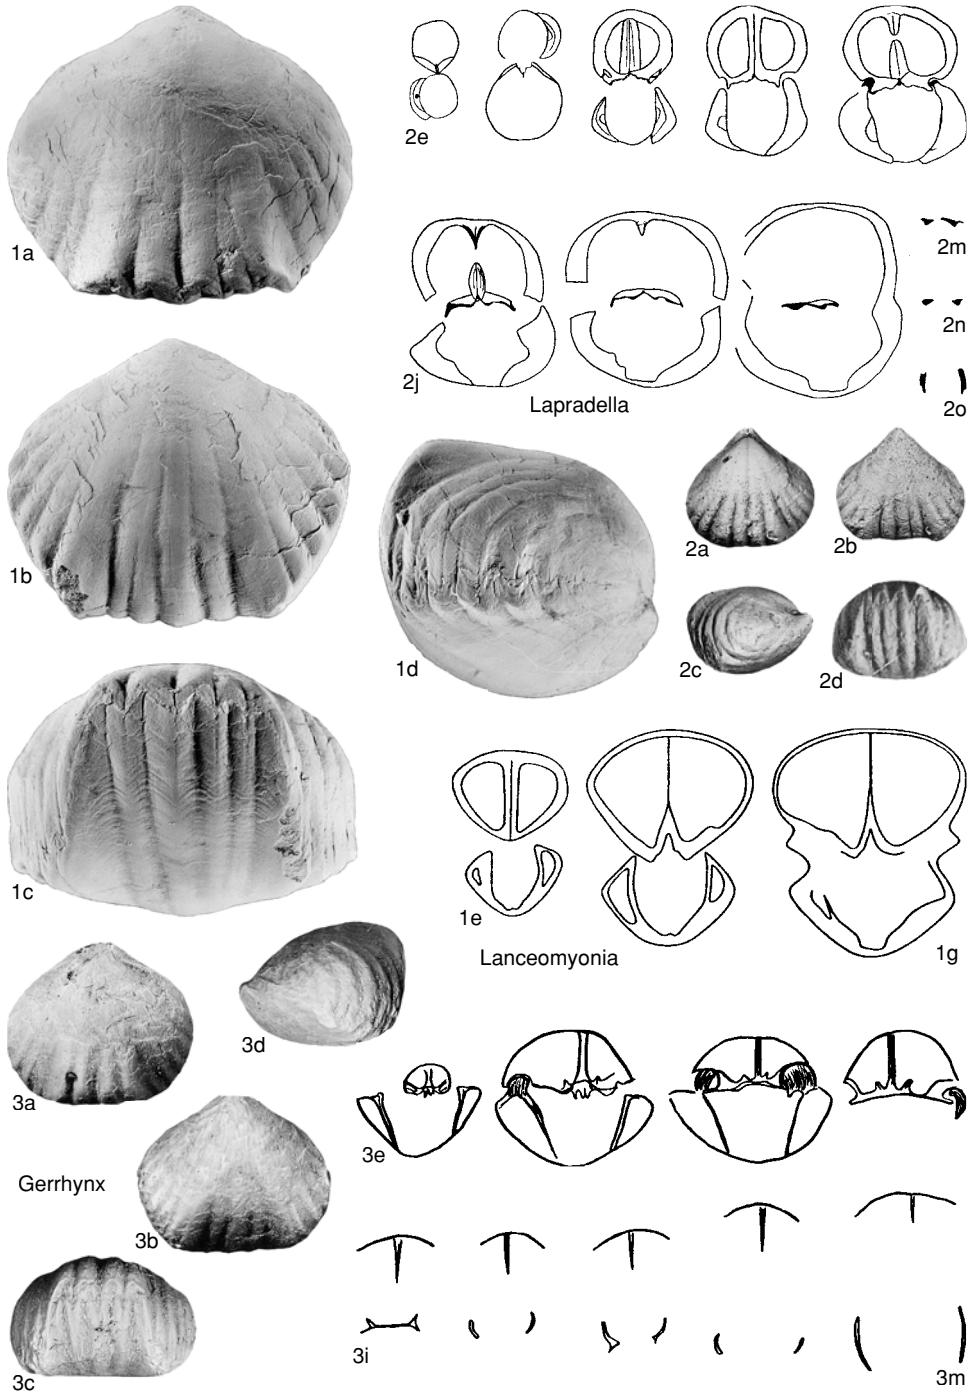 1a
2e
2m
2n
2j
2o
Lapradella
1b
1d
2a
2b
2c
2d
1c
1e
1g
Lanceomyonia
3a
3d
3e
Gerrhynx
3b
3i
3c
3m